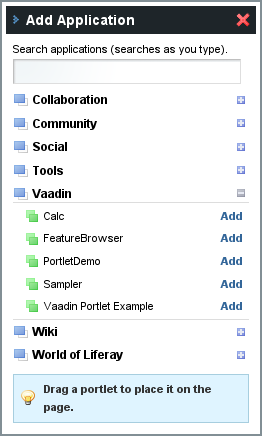 Add Application
Search applications (searches as you type).
Collaboration
Community
Social
Tools
Vaadin
Calc Add
FeatureBrowser Add
PortletDemo Add
Sampler Add
Vaadin Portlet Example Add
Wiki
World of Liferay
Drag a portlet to place it on the
page.